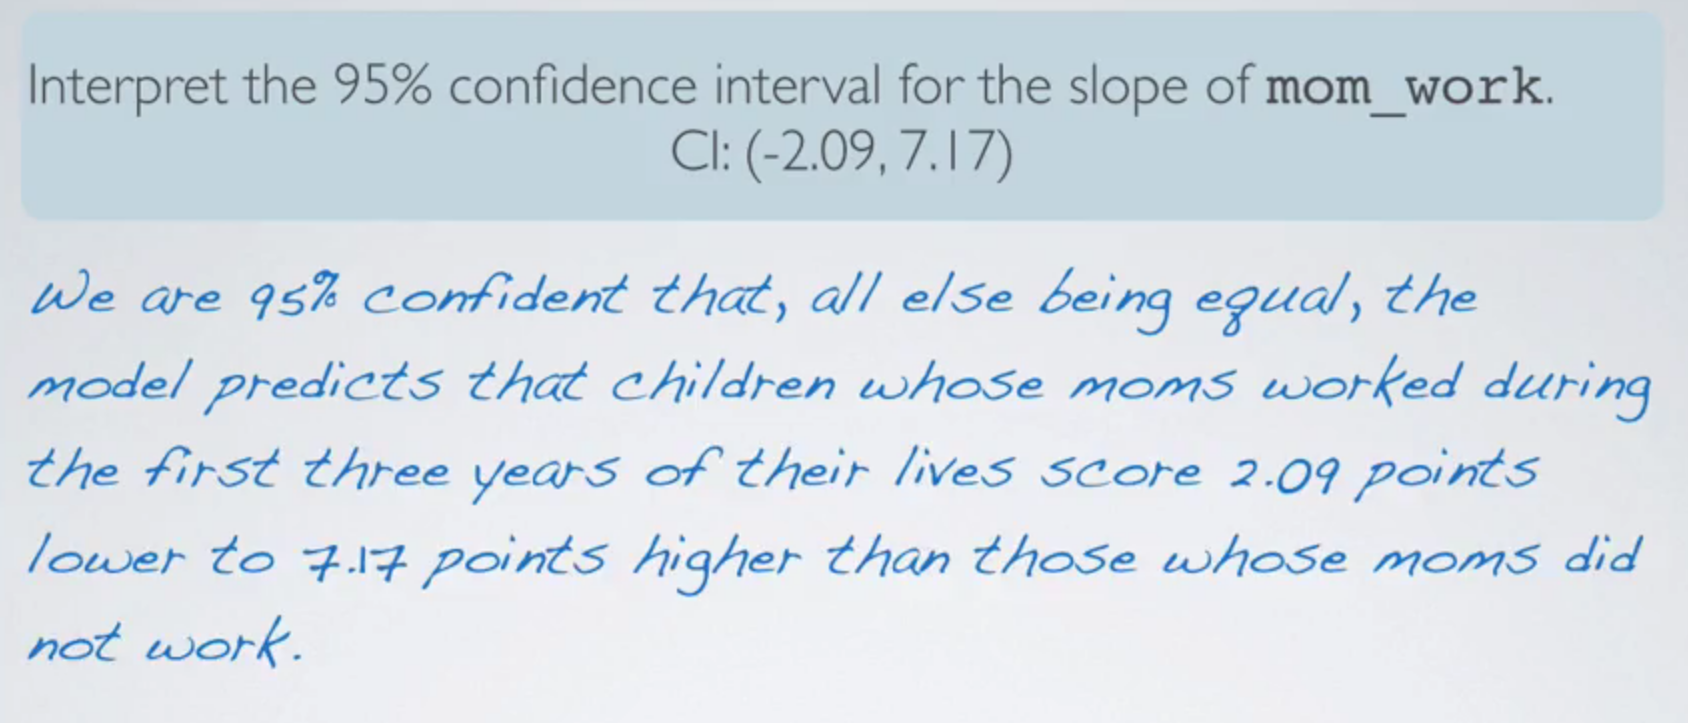 Interpret the 95% confidence interval for the slope of mom_work.
CI: (-2.09, 7.17)
We are 95% confident that, all else being equal, the
model predicts that children whose moms worked during
the first three years of their lives score 2.09 points
lower to 7.17 points higher than those whose moms did
not work.